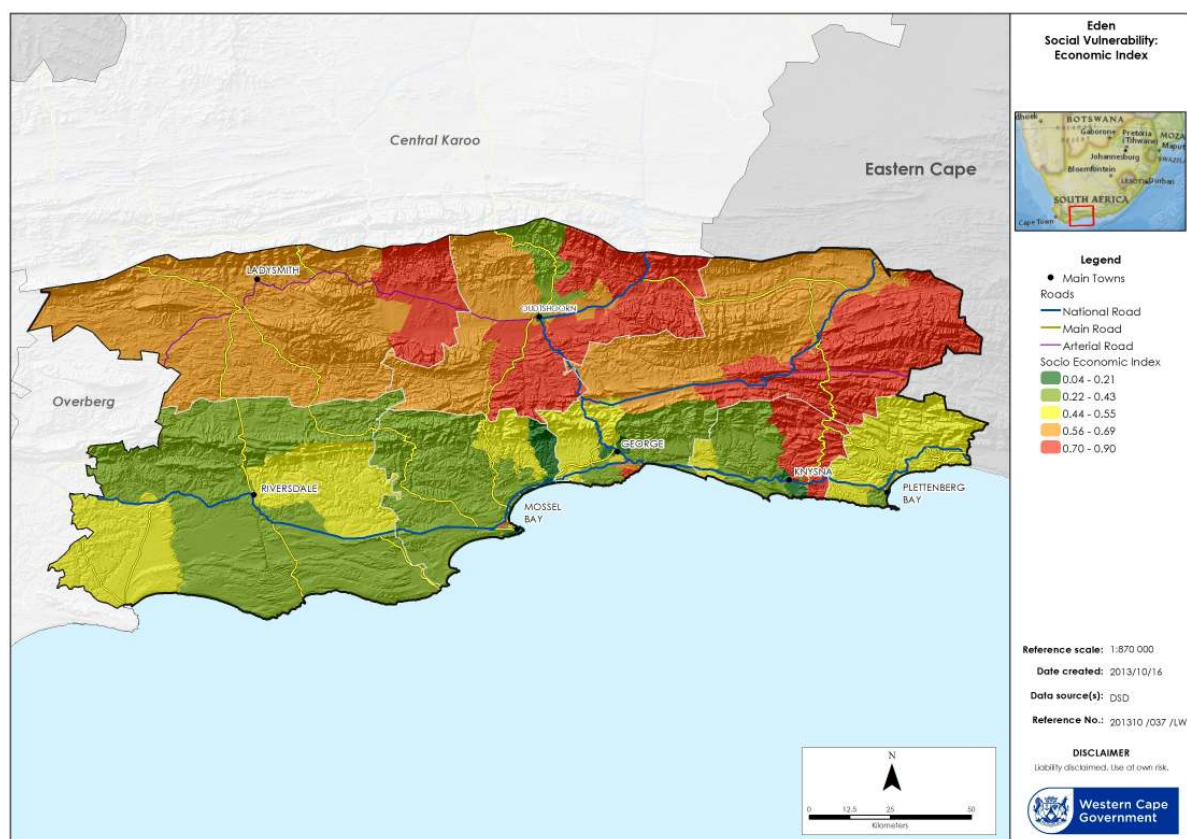 Eden
Social Vulnerability:
Economic Index
BOTSWANA
Gaborone
Pretoria
(Tshwane)
MOZA
Maput
Johannesburg
SWAZIL
Bloemfontein
LESOTHO
Durban
SOUTH AFRICA
Cape Town
Central Karoo
Eastern Cape
LADYSMITH
OUDTSHOORN
Overberg
GEORGE
KNYSNA
RIVERSDALE
PLETTENBERG
BAY
MOSSEL
BAY
Legend
Main Towns
Roads
National Road
Main Road
Arterial Road
Socio Economic Index
0.04 - 0.21
0.22 - 0.43
0.44 - 0.55
0.56 - 0.69
0.70 - 0.90
Reference scale: 1:870 000
Date created: 2013/10/16
Data source(s): DSD
Reference No.: 201310 /037 /LW
DISCLAIMER
Liability disclaimed. Use at own risk.
N
0 12.5 25 50
Kilometers
Western Cape
Government